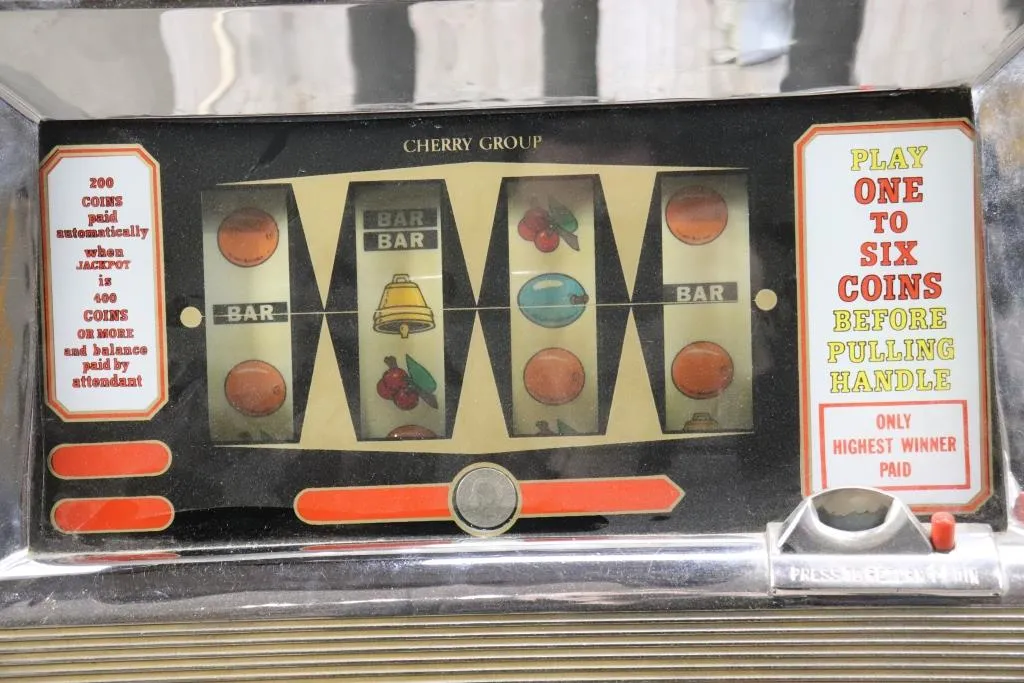 CHERRY GROUP
200
COINS
paid
automatically
when
JACKPOT
is
400
COINS
OR MORE
and balance
paid by
attendant
BAR
BAR
BAR
BAR
PLAY
ONE
TO
SIX
COINS
BEFORE
PULLING
HANDLE
ONLY
HIGHEST WINNER
PAID
PRESS